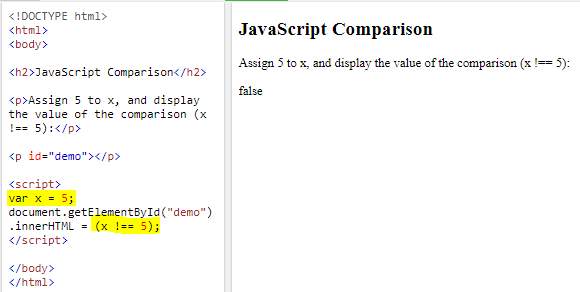 <!DOCTYPE html>
<html>
<body>
<h2>JavaScript Comparison</h2>
<p>Assign 5 to x, and display
the value of the comparison (x
!== 5):</p>
<p id="demo"></p>
<script>
var x = 5;
document.getElementById("demo")
.innerHTML = (x !== 5);
</script>
</body>
</html>
JavaScript Comparison
Assign 5 to x, and display the value of the comparison (x !== 5):
false